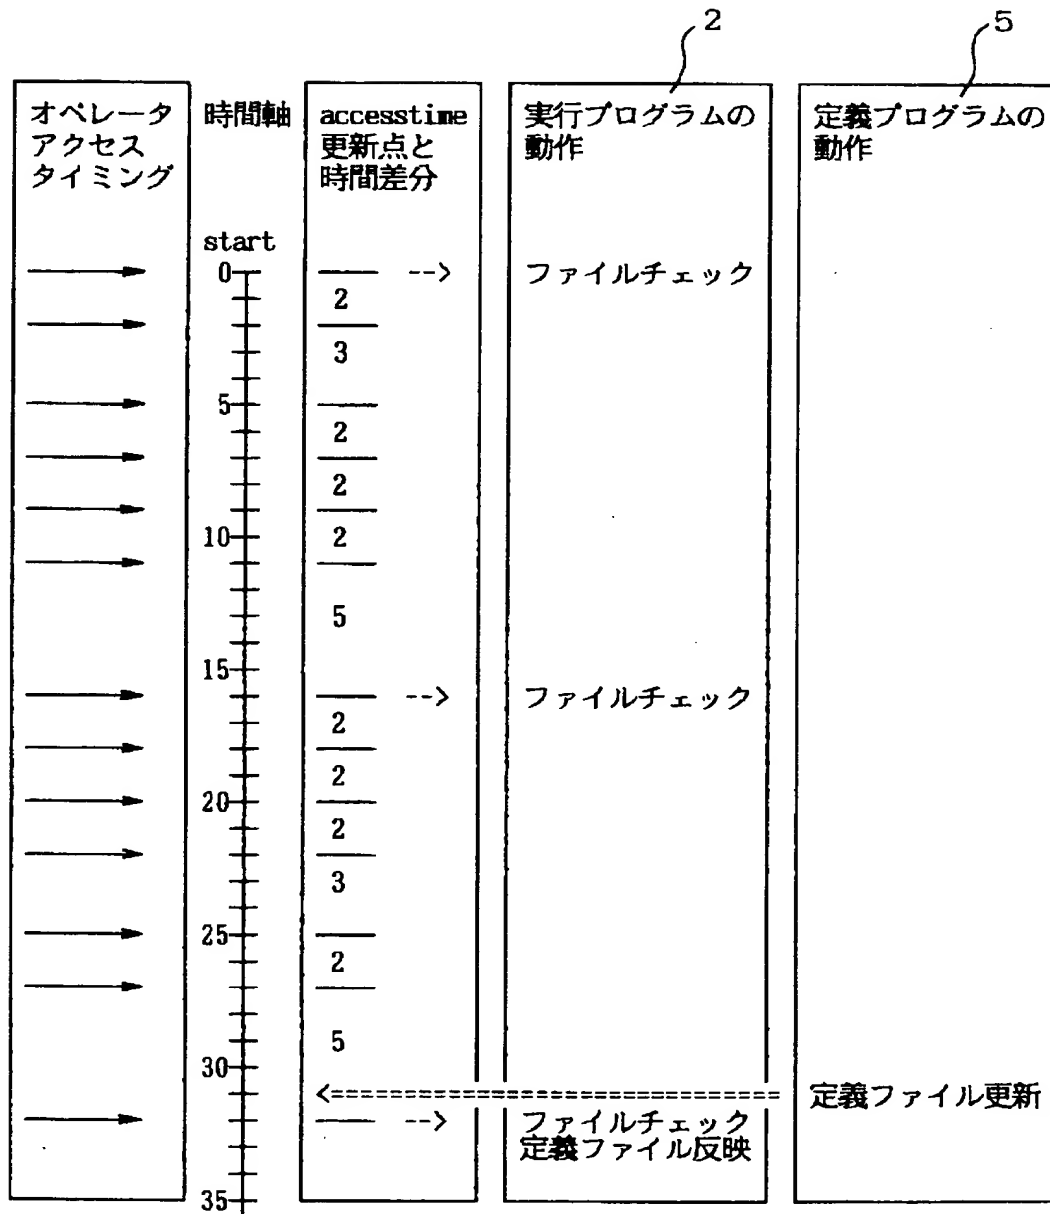 2
5
オペレータ
アクセス
タイミング
時間軸
accesstime
更新点と
時間差分
実行プログラムの
動作
定義プログラムの
動作
start
0
--> ファイルチェック
2
3
5
2
2
2
10
5
15
--> ファイルチェック
2
2
20
2
3
25
2
5
30
<============================ 定義ファイル更新
--> ファイルチェック
定義ファイル反映
35